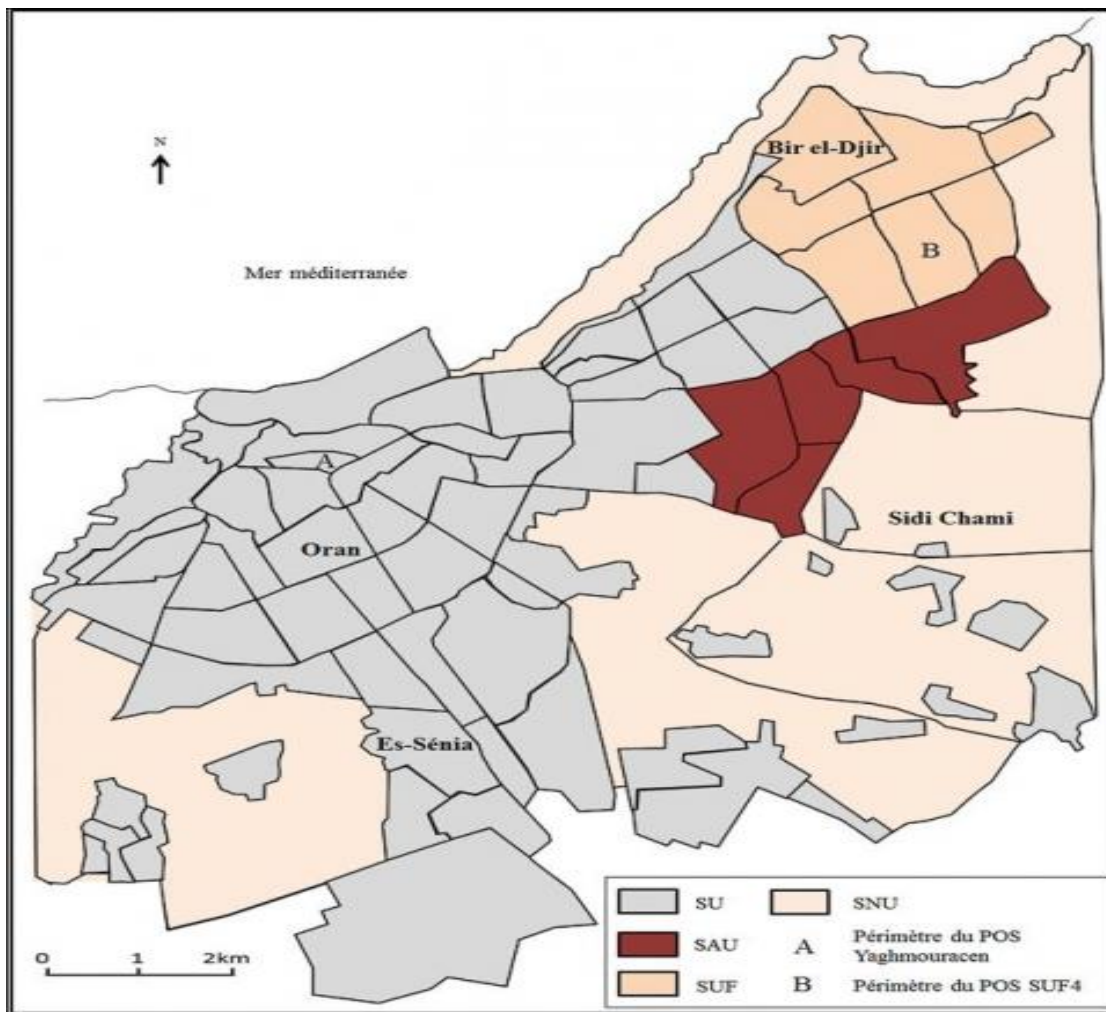 Bir el-Djir
N
B
Mer méditerranée
A
Sidi Chami
Oran
Es-Sénia
SU
SNU
SAU
A
Périmètre du POS
Yaghmouracen
0 1 2km
SUF
B
Périmètre du POS SUF4